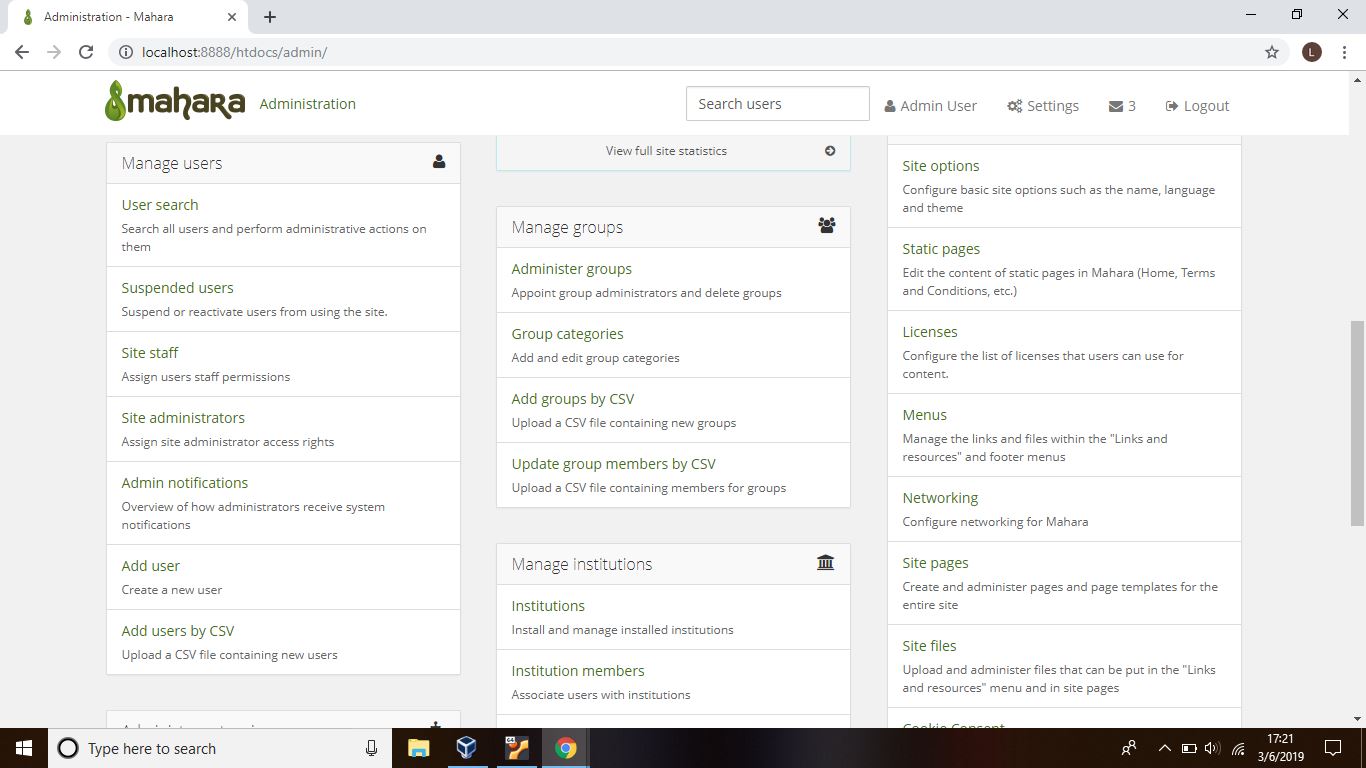 Administration - Mahara
localhost:8888/htdocs/admin/
L
mahara
Administration
Search users
Admin User
Settings
3
Logout
Manage users
User search
Search all users and perform administrative actions on
them
Suspended users
Suspend or reactivate users from using the site.
Site staff
Assign users staff permissions
Site administrators
Assign site administrator access rights
Admin notifications
Overview of how administrators receive system
notifications
Add user
Create a new user
Add users by CSV
Upload a CSV file containing new users
View full site statistics
Manage groups
Administer groups
Appoint group administrators and delete groups
Group categories
Add and edit group categories
Add groups by CSV
Upload a CSV file containing new groups
Update group members by CSV
Upload a CSV file containing members for groups
Manage institutions
Institutions
Install and manage installed institutions
Institution members
Associate users with institutions
Site options
Configure basic site options such as the name, language
and theme
Static pages
Edit the content of static pages in Mahara (Home, Terms
and Conditions, etc.)
Licenses
Configure the list of licenses that users can use for
content.
Menus
Manage the links and files within the "Links and
resources" and footer menus
Networking
Configure networking for Mahara
Site pages
Create and administer pages and page templates for the
entire site
Site files
Upload and administer files that can be put in the "Links
and resources" menu and in site pages
Cookie Consent
Type here to search
64
17:21
3/6/2019